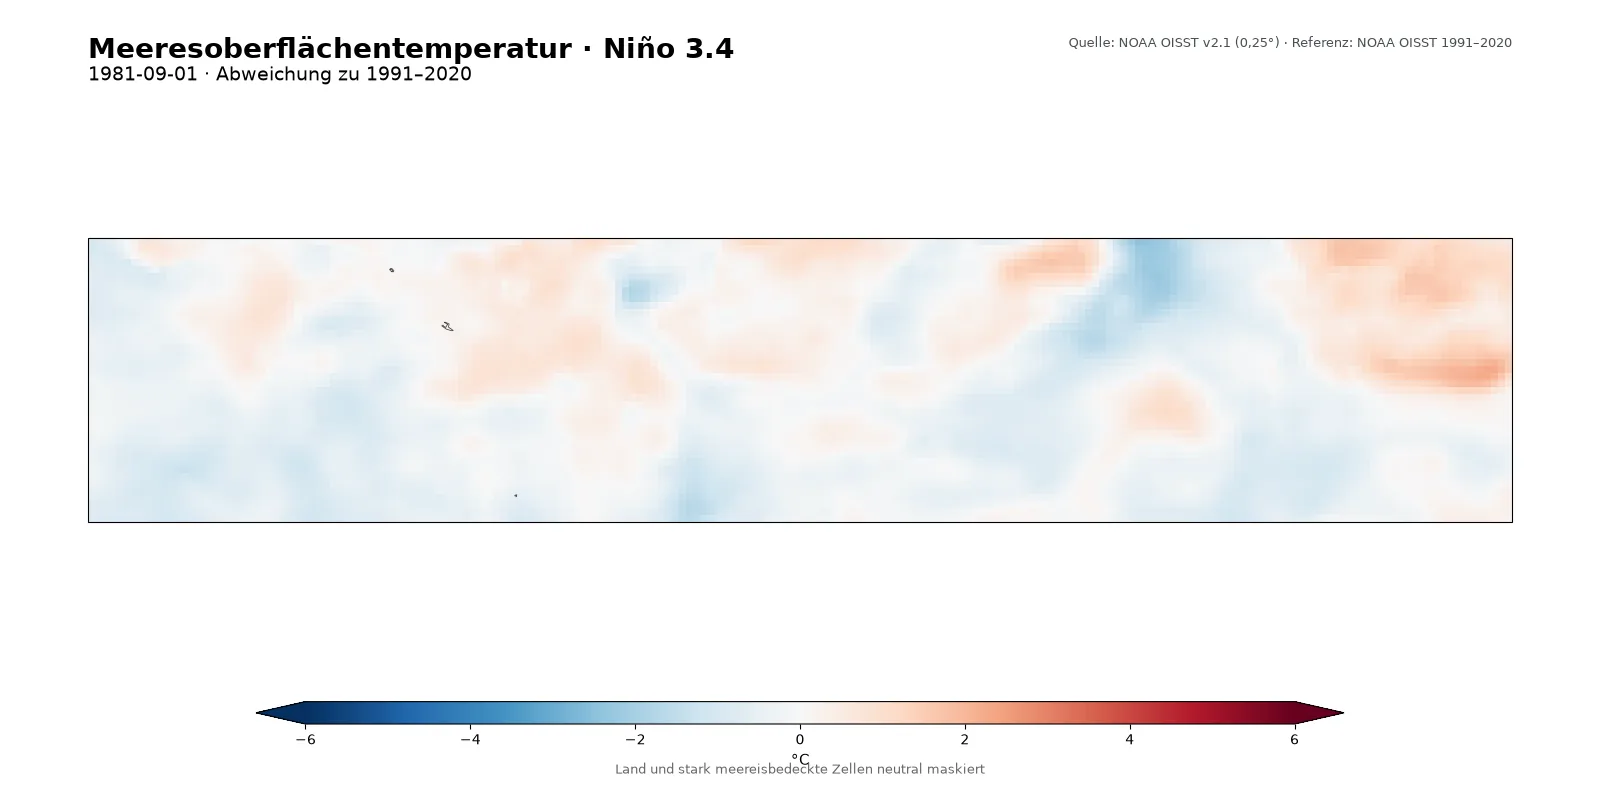 Meeresoberflächentemperatur · Niño 3.4
1981-09-01 · Abweichung zu 1991–2020
Quelle: NOAA OISST v2.1 (0,25°) · Referenz: NOAA OISST 1991–2020
−6 −4 −2 0 2 4 6
°C
Land und stark meereisbedeckte Zellen neutral maskiert